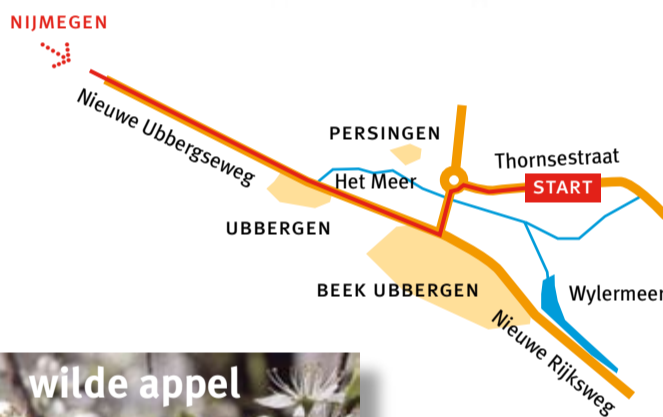 NIJMEGEN
Nieuwe Ubbergseweg
PERSINGEN
Thornsestraat
Het Meer
START
UBBERGEN
BEEK UBBERGEN
Wylermeer
Nieuwe Rijksweg
wilde appel